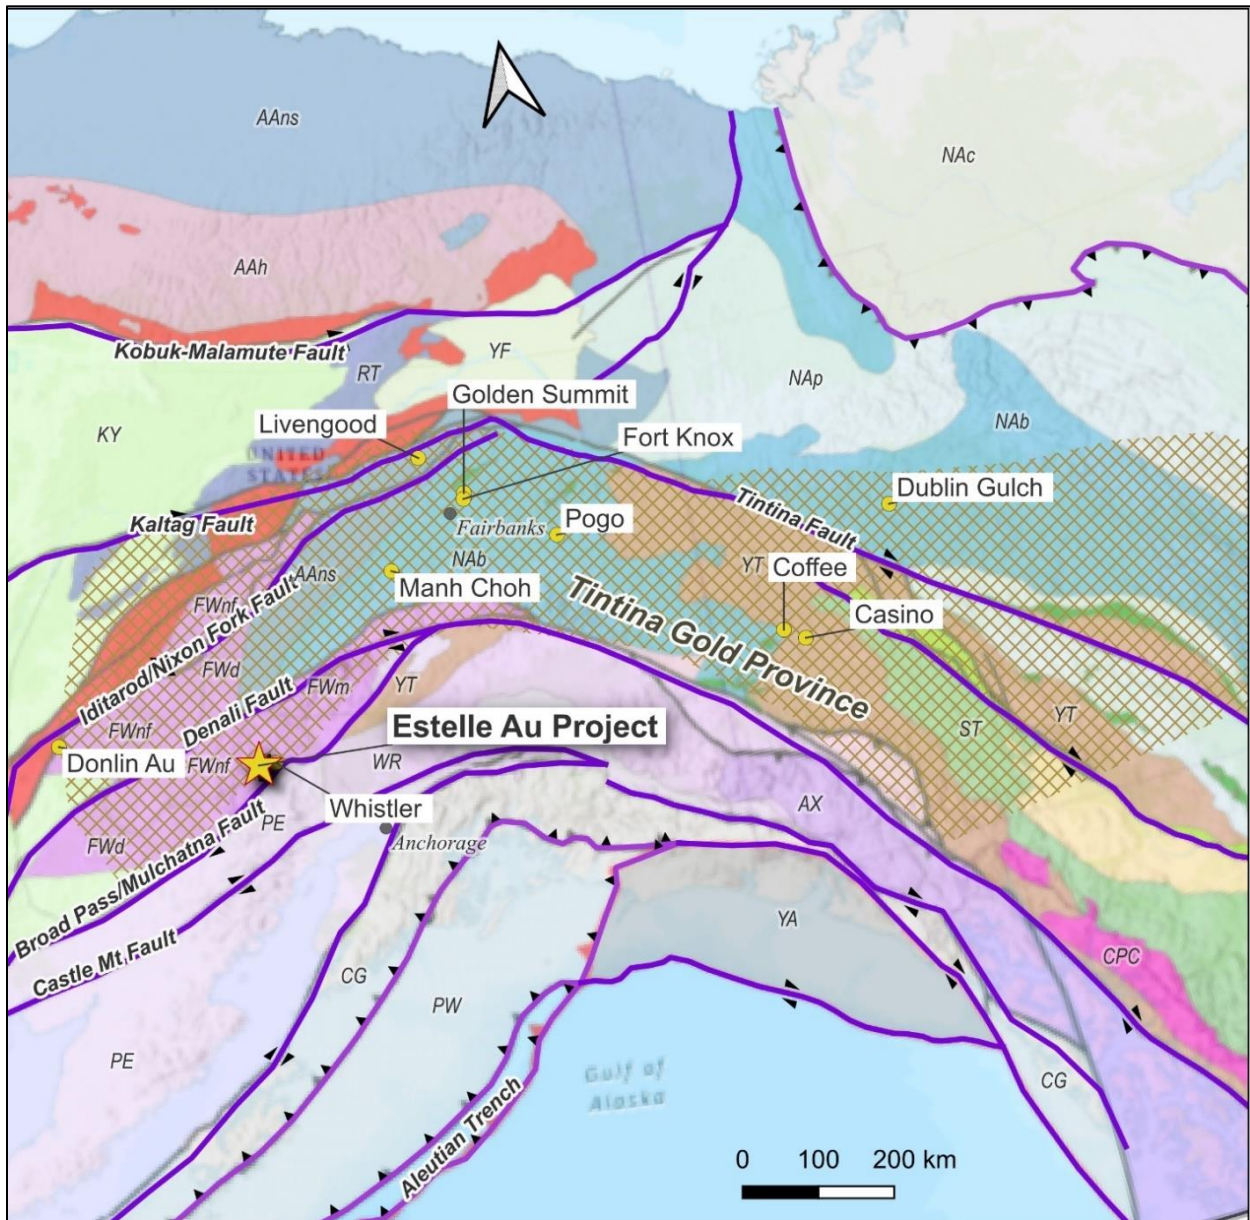 AAns
NAc
AAh
Kobuk-Malamute Fault
RT
YF
NAp
Golden Summit
Livengood
NAb
KY
UNITED
STATES
Fort Knox
Dublin Gulch
Tintina Fault
Kaltag Fault
Fairbanks
Pogo
NAb
YT
Coffee
AAns
Manh Choh
FWnf
Casino
Tintina Gold Province
Iditarod/Nixon Fork Fault
FWd
FWm
YT
Denali Fault
YT
ST
FWnf
Estelle Au Project
Donlin Au
FWnf
WR
Whistler
AX
PE
Anchorage
FWd
Broad Pass/Mulchatna Fault
YA
Castle Mt Fault
CPC
CG
PW
PE
Gulf of
Alaska
CG
Aleutian Trench
0 100 200 km